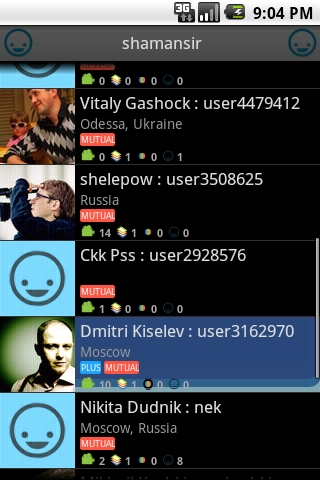 3G 9:04 PM
shamansir
MUTUAL
0 0 0 0
Vitaly Gashock : user4479412
Odessa, Ukraine
MUTUAL
0 1 0 1
shelepow : user3508625
Russia
MUTUAL
14 1 0 0
Ckk Pss : user2928576
MUTUAL
1 0 0 0
Dmitri Kiselev : user3162970
Moscow
PLUS MUTUAL
10 1 0 0
Nikita Dudnik : nek
Moscow, Russia
MUTUAL
2 1 0 8